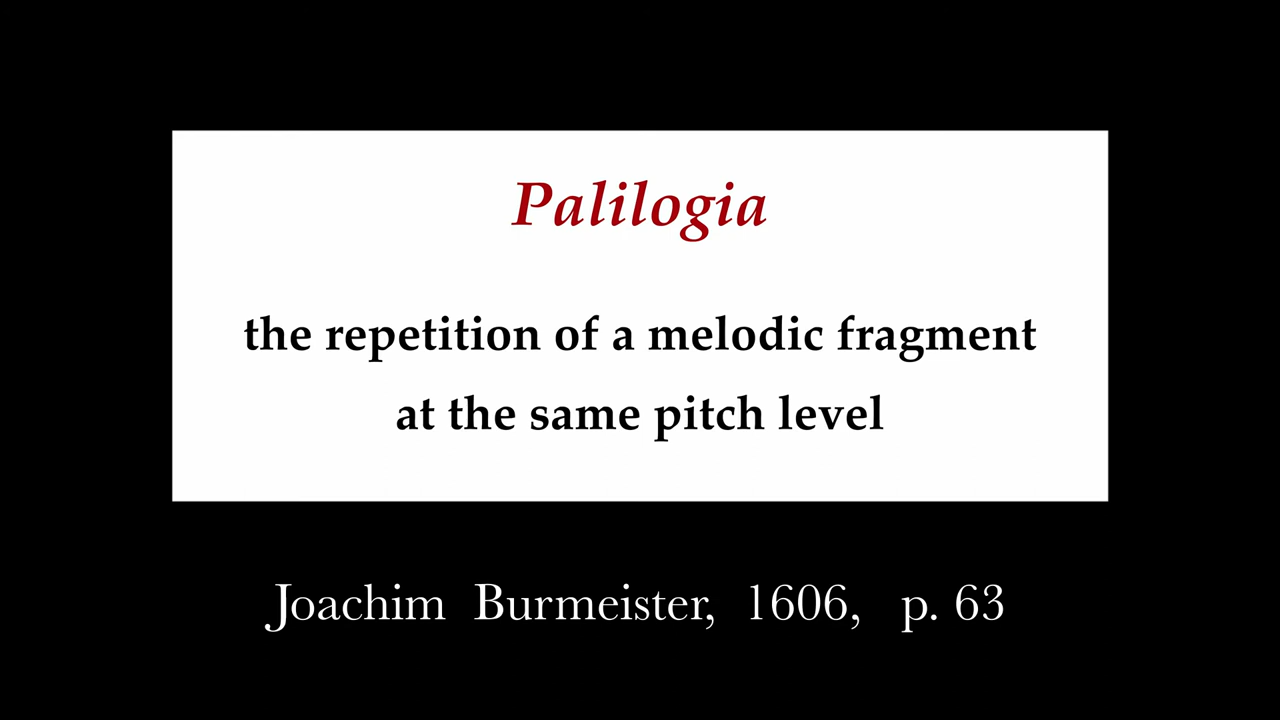 Palilogia
the repetition of a melodic fragment
at the same pitch level
Joachim Burmeister, 1606, p. 63